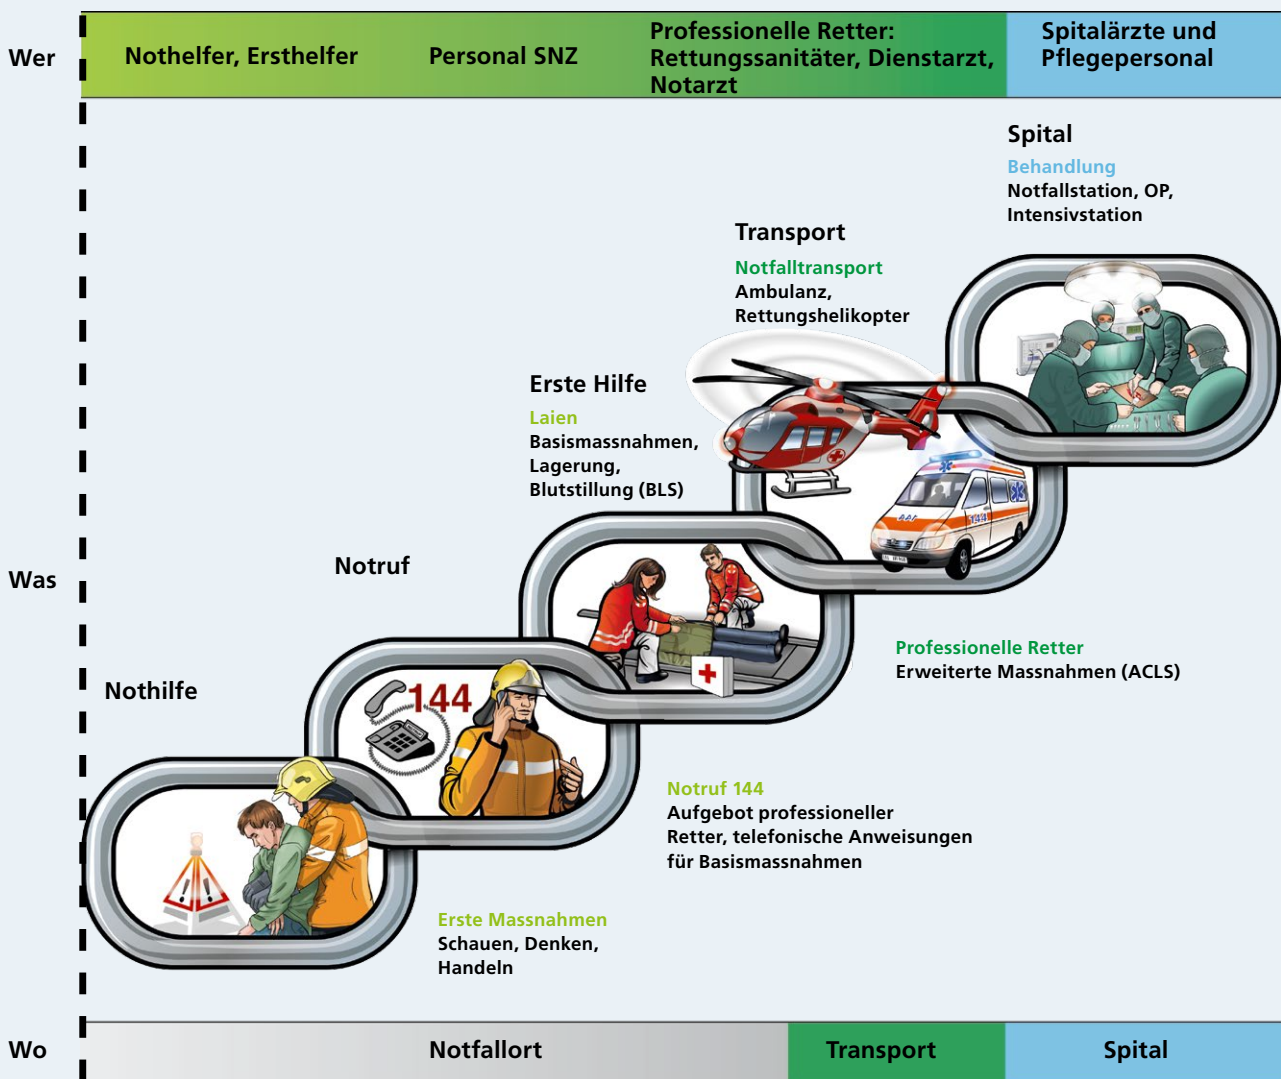 Wer
Nothelfer, Ersthelfer
Personal SNZ
Professionelle Retter:
Rettungssanitäter, Dienstarzt,
Notarzt
Spitalärzte und
Pflegepersonal
Spital
Behandlung
Notfallstation, OP,
Intensivstation
Transport
Notfalltransport
Ambulanz,
Rettungshelikopter
Erste Hilfe
Laien
Basismassnahmen,
Lagerung,
Blutstillung (BLS)
Was
Notruf
144
144
Professionelle Retter
Erweiterte Massnahmen (ACLS)
Nothilfe
Notruf 144
Aufgebot professioneller
Retter, telefonische Anweisungen
für Basismassnahmen
Erste Massnahmen
Schauen, Denken,
Handeln
Wo
Notfallort
Transport
Spital